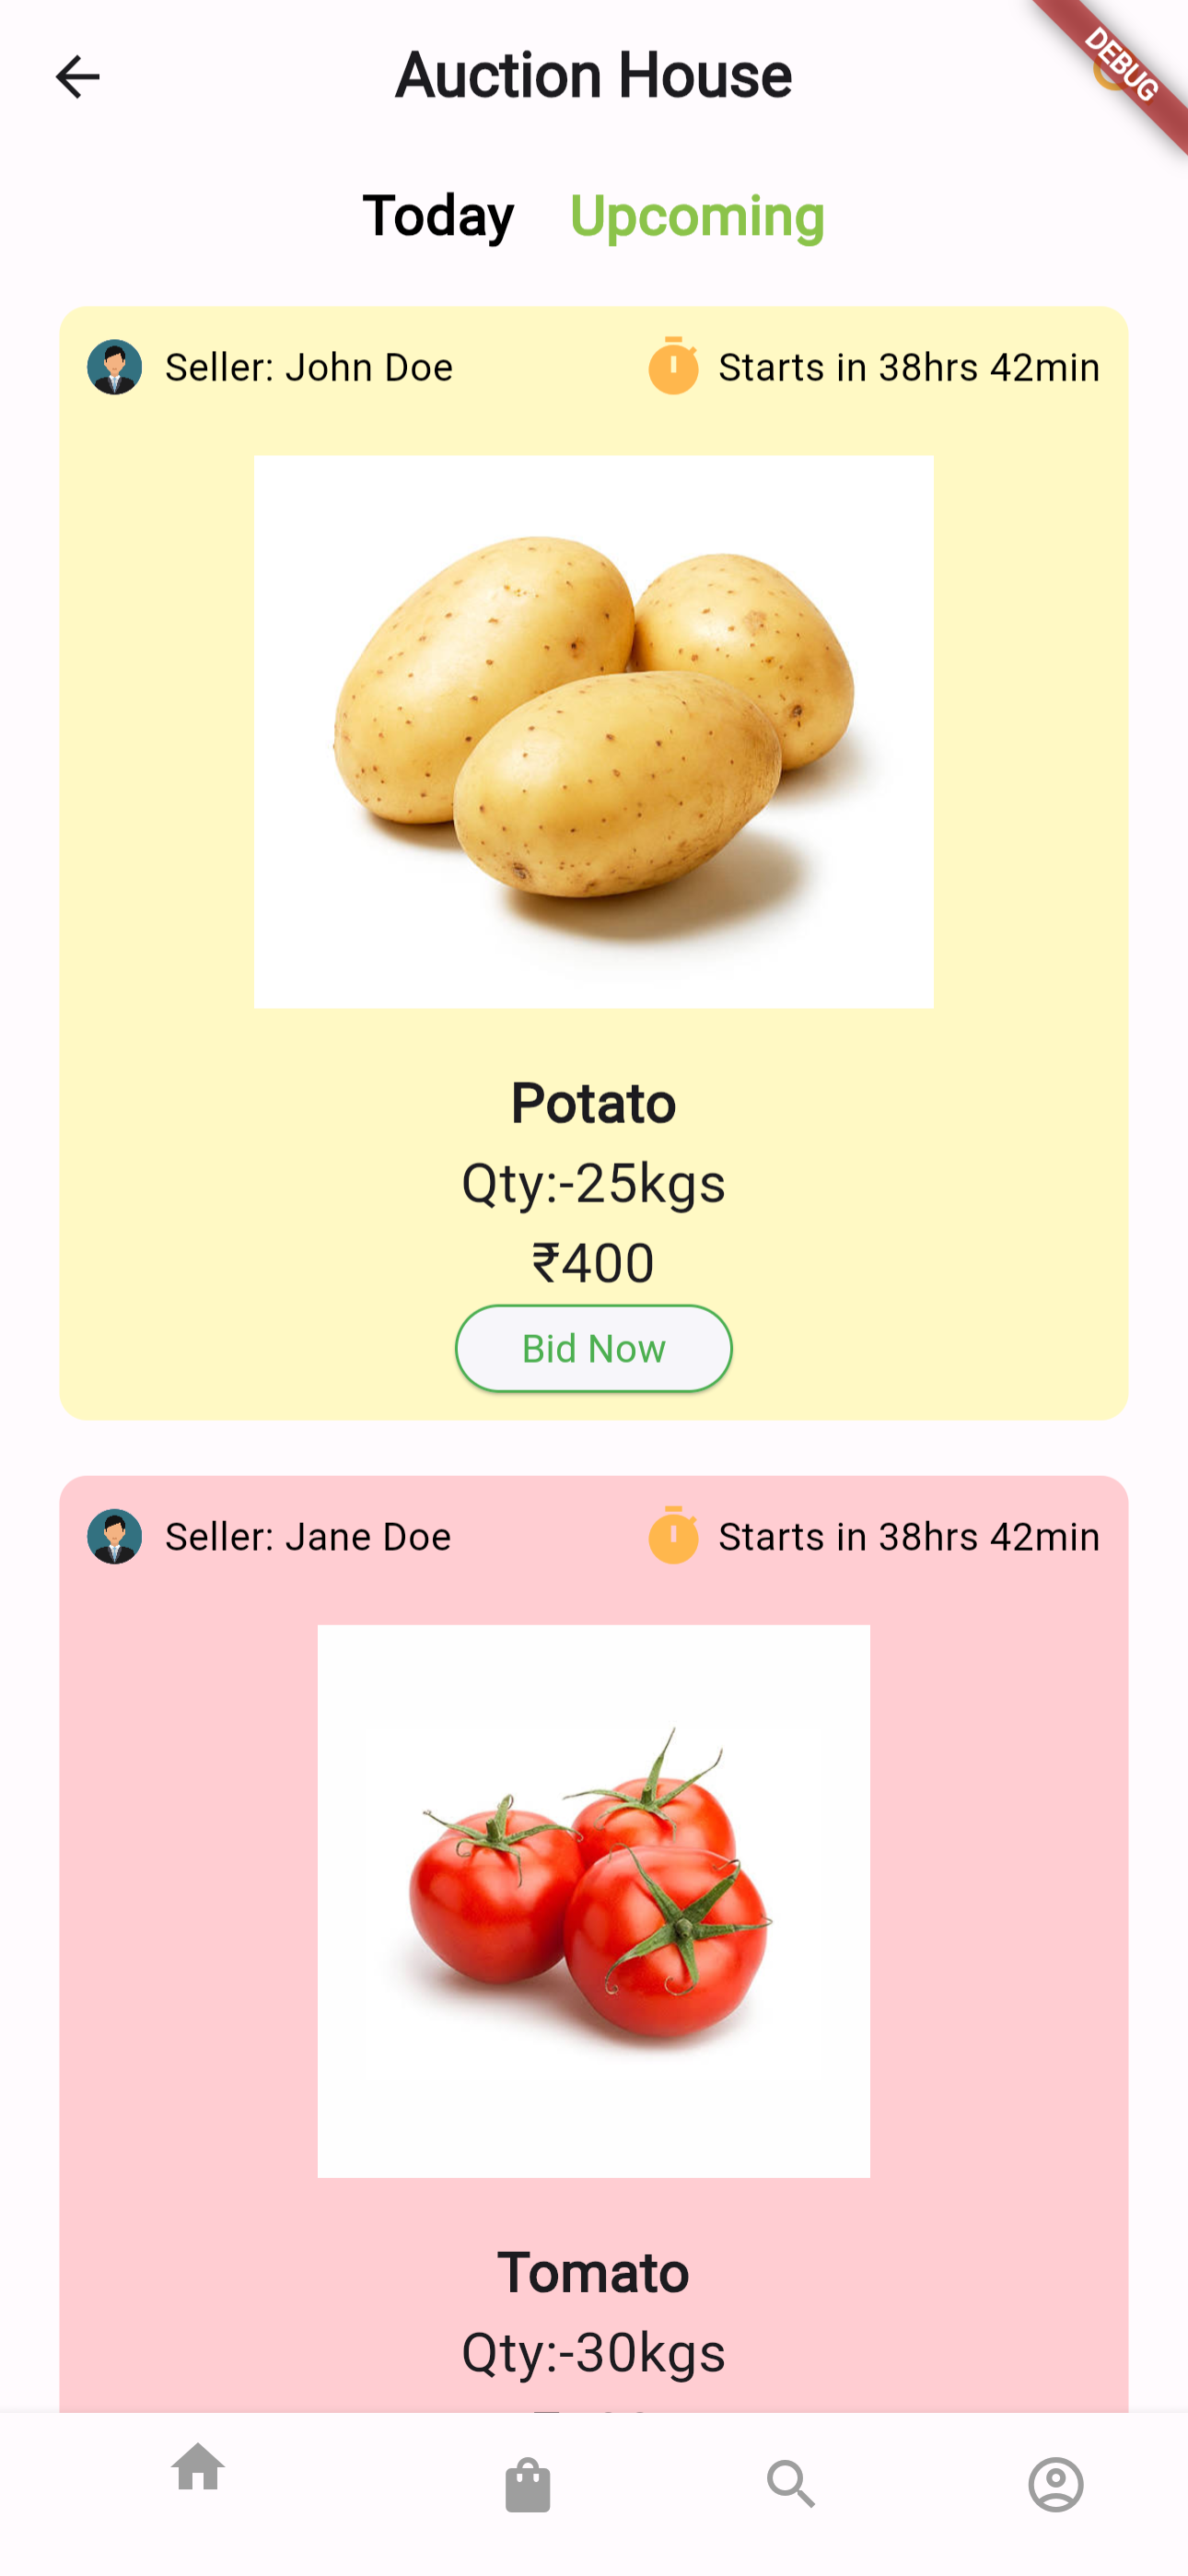 Auction House
DEBUG
Today Upcoming
Seller: John Doe Starts in 38hrs 42min
Potato
Qty:-25kgs
₹400
Bid Now
Seller: Jane Doe Starts in 38hrs 42min
Tomato
Qty:-30kgs